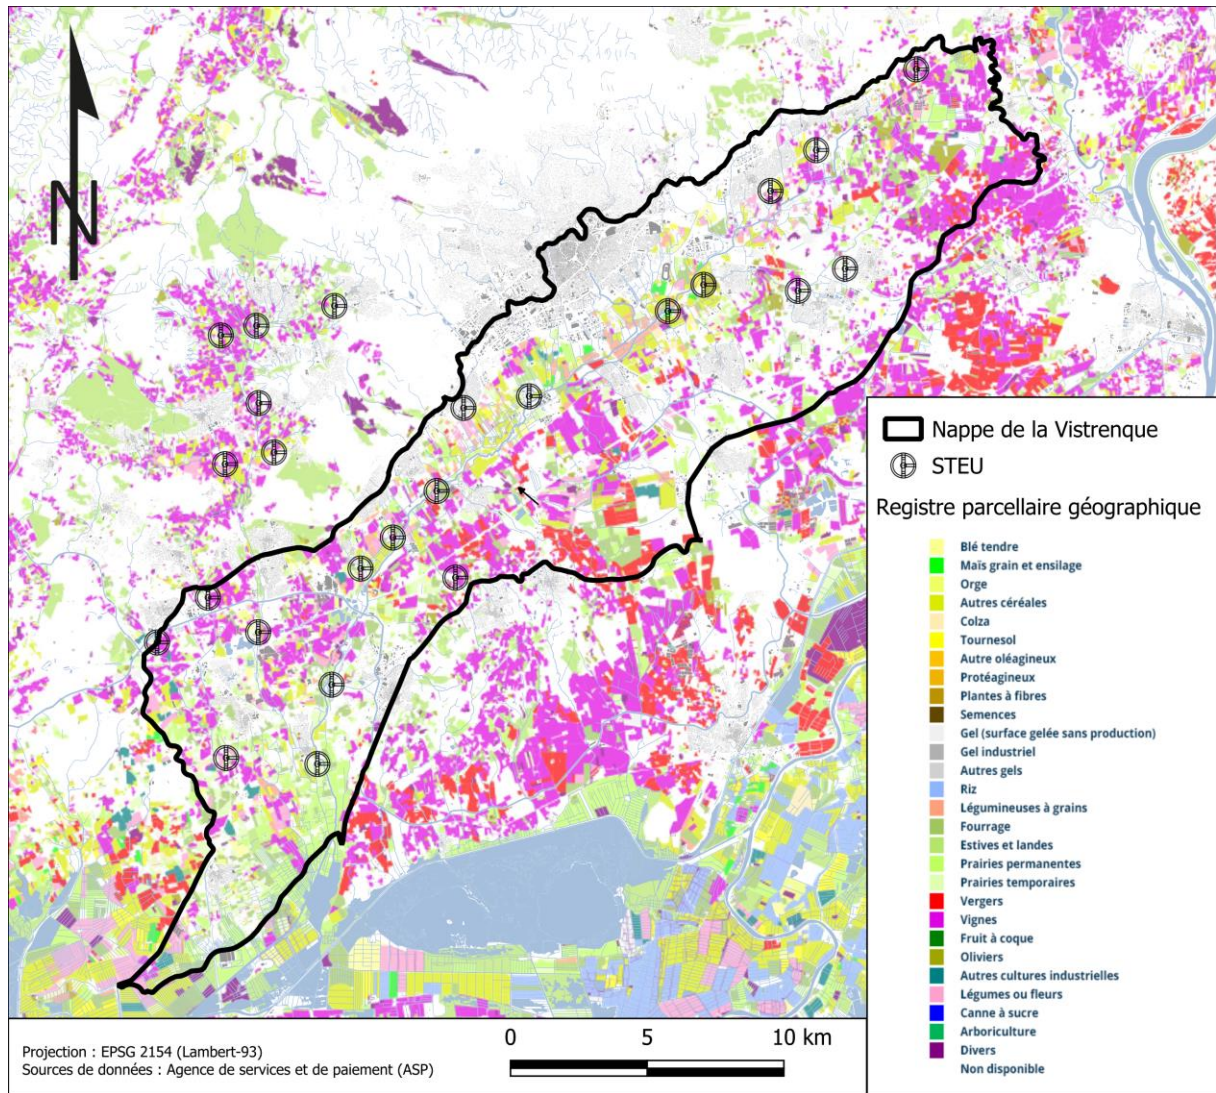 N
Nappe de la Vistrenque
STEU
Registre parcellaire géographique
Blé tendre
Maïs grain et ensilage
Orge
Autres céréales
Colza
Tournesol
Autre oléagineux
Protéagineux
Plantes à fibres
Semences
Gel (surface gelée sans production)
Gel industriel
Autres gels
Riz
Légumineuses à grains
Fourrage
Estives et landes
Prairies permanentes
Prairies temporaires
Vergers
Vignes
Fruit à coque
Oliviers
Autres cultures industrielles
Légumes ou fleurs
Canne à sucre
Arboriculture
Divers
Non disponible
Projection : EPSG 2154 (Lambert-93)
Sources de données : Agence de services et de paiement (ASP)
0 5 10 km